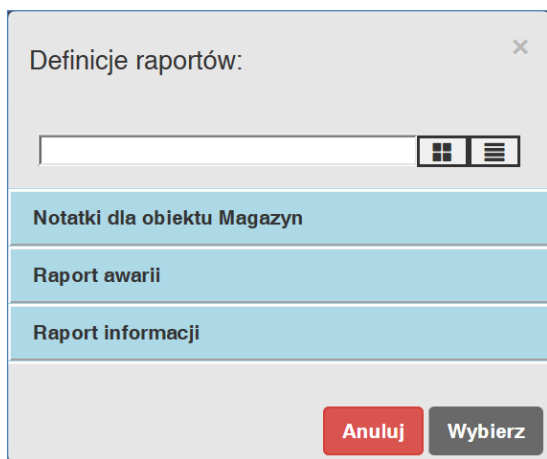 Definicje raportów:
×
Notatki dla obiektu Magazyn
Raport awarii
Raport informacji
Anuluj Wybierz